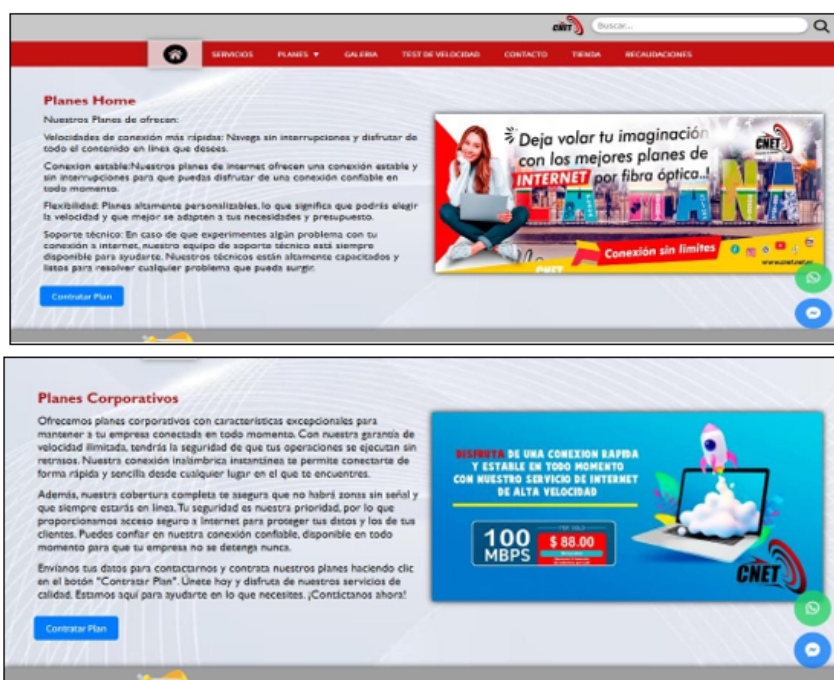 CNET
Buscar...
SERVICIOS PLANES ▼ GALERIA TEST DE VELOCIDAD CONTACTO TIENDA RECAUDACIONES
Planes Home
Nuestros Planes de ofrecen:
Velocidades de conexión más rápidas: Navega sin interrupciones y disfrutar de
todo el contenido en línea que desees.
Conexion estable:Nuestros planes de internet ofrecen una conexión estable y
sin interrupciones para que puedas disfrutar de una conexión confiable en
todo momento.
Flexibilidad: Planes altamente personalizables, lo que significa que podrás elegir
la velocidad y que mejor se adapten a tus necesidades y presupuesto.
Soporte técnico: En caso de que experimentes algún problema con tu
conexión a internet, nuestro equipo de soporte técnico está siempre
disponible para ayudarte. Nuestros técnicos están altamente capacitados y
listos para resolver cualquier problema que pueda surgir.
Contratar Plan
Deja volar tu imaginación
con los mejores planes de
INTERNET por fibra óptica..!
CNET
Conexión sin limites
CNET
Planes Corporativos
Ofrecemos planes corporativos con características excepcionales para
mantener a tu empresa conectada en todo momento. Con nuestra garantía de
velocidad ilimitada, tendrás la seguridad de que tus operaciones se ejecutan sin
retrasos. Nuestra conexión inalámbrica instantánea te permite conectarte de
forma rápida y sencilla desde cualquier lugar en el que te encuentres.
Además, nuestra cobertura completa te asegura que no habrá zonas sin señal y
que siempre estarás en línea. Tu seguridad es nuestra prioridad, por lo que
proporcionamos acceso seguro a Internet para proteger tus datos y los de tus
clientes. Puedes confiar en nuestra conexión confiable, disponible en todo
momento para que tu empresa no se detenga nunca.
Envíanos tus datos para contactarnos y contrata nuestros planes haciendo clic
en el botón "Contratar Plan". Únete hoy y disfruta de nuestros servicios de
calidad. Estamos aquí para ayudarte en lo que necesites. ¡Contáctanos ahora!
Contratar Plan
DISFRUTA DE UNA CONEXION RAPIDA
Y ESTABLE EN TODO MOMENTO
CON NUESTRO SERVICIO DE INTERNET
DE ALTA VELOCIDAD
100
MBPS
$ 88.00
CNET